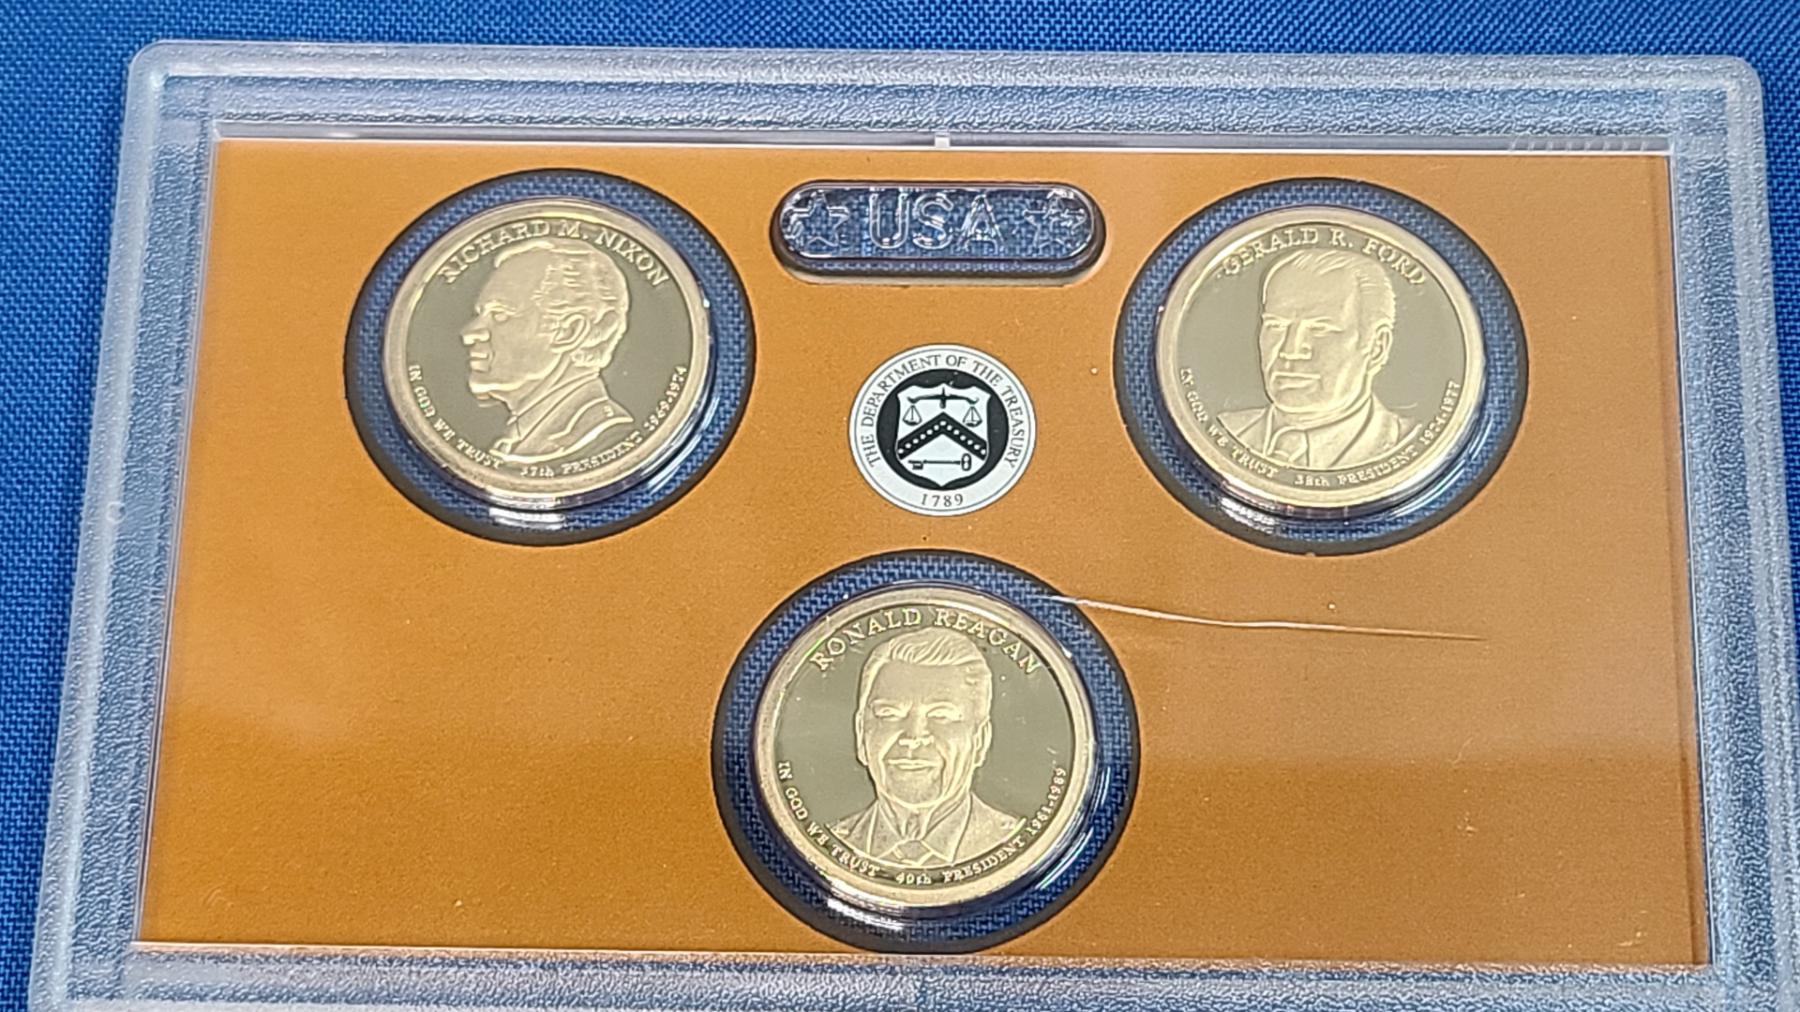 RICHARD M. NIXON
IN GOD WE TRUST 37th PRESIDENT 1969-1974
USA
THE DEPARTMENT OF THE TREASURY
1789
GERALD R. FORD
IN GOD WE TRUST 38th PRESIDENT 1974-1977
RONALD REAGAN
IN GOD WE TRUST 40th PRESIDENT 1981-1989